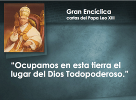 Gran Encíclica
cartas del Papa Leo XIII
"Ocupamos en esta tierra el
lugar del Dios Todopoderoso."